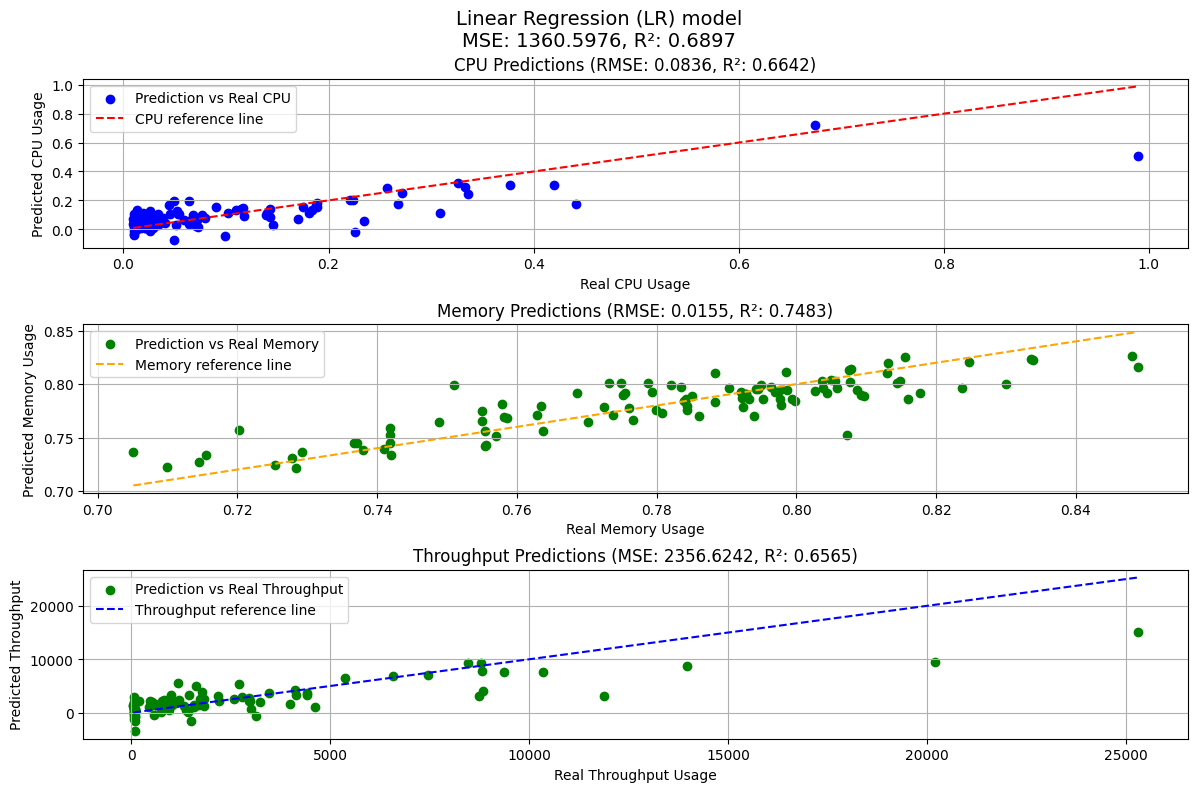 Linear Regression (LR) model
MSE: 1360.5976, R²: 0.6897
CPU Predictions (RMSE: 0.0836, R²: 0.6642)
Predicted CPU Usage
1.0
0.8
0.6
0.4
0.2
0.0
Prediction vs Real CPU
CPU reference line
0.0 0.2 0.4 0.6 0.8 1.0
Real CPU Usage
Memory Predictions (RMSE: 0.0155, R²: 0.7483)
Predicted Memory Usage
0.85
0.80
0.75
0.70
Prediction vs Real Memory
Memory reference line
0.70 0.72 0.74 0.76 0.78 0.80 0.82 0.84
Real Memory Usage
Throughput Predictions (MSE: 2356.6242, R²: 0.6565)
Predicted Throughput
20000
10000
0
Prediction vs Real Throughput
Throughput reference line
0 5000 10000 15000 20000 25000
Real Throughput Usage